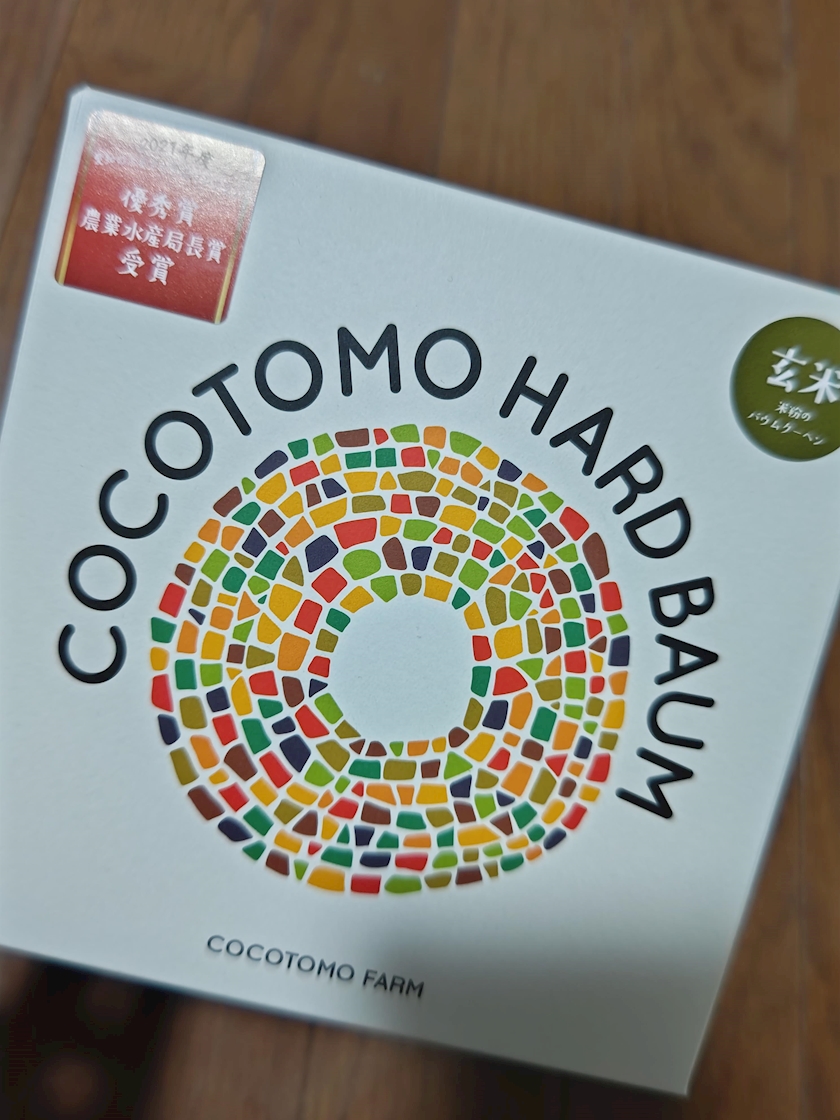 2021年度
優秀賞
農業水産局長賞
受賞
玄米
米粉の
バウムクーヘン
COCOTOMO HARD BAUM
COCOTOMO FARM